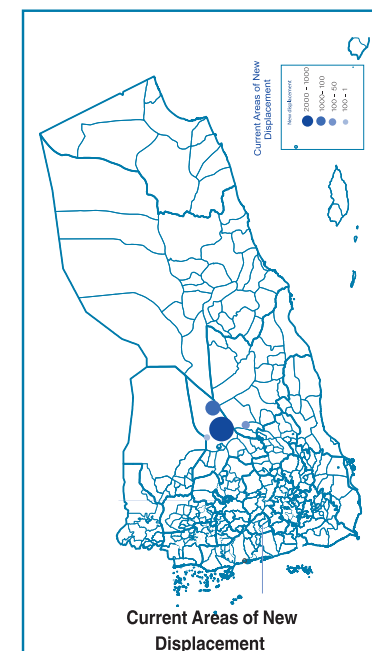 Current Areas of New
Displacement
New displacement
2000 - 1000
1000- 100
100 - 50
100 - 1
Current Areas of New
Displacement